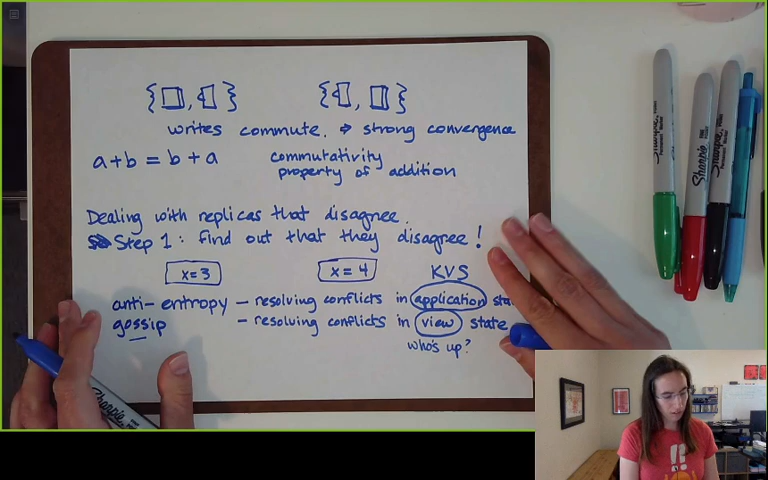 { , } { , }
writes commute. ⇒ strong convergence
a+b = b+a commutativity
property of addition
Dealing with replicas that disagree.
Step 1: Find out that they disagree!
x=3 x=4 KVS
anti-entropy – resolving conflicts in application
gossip – resolving conflicts in view state
who's up?
Sharpie
Sharpie
Sharpie
Sharpie
!!